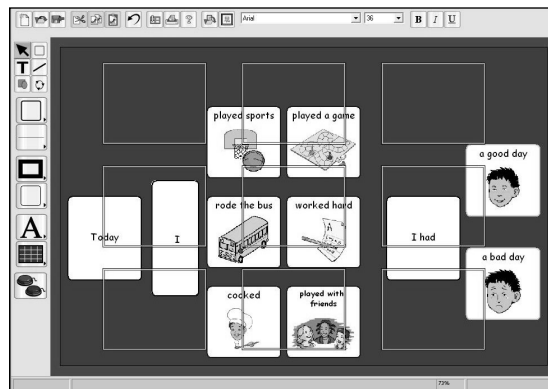 Arial 36 B I U
played sports played a game
a good day
rode the bus worked hard
Today I I had
a bad day
cooked played with
friends
T
A
72%